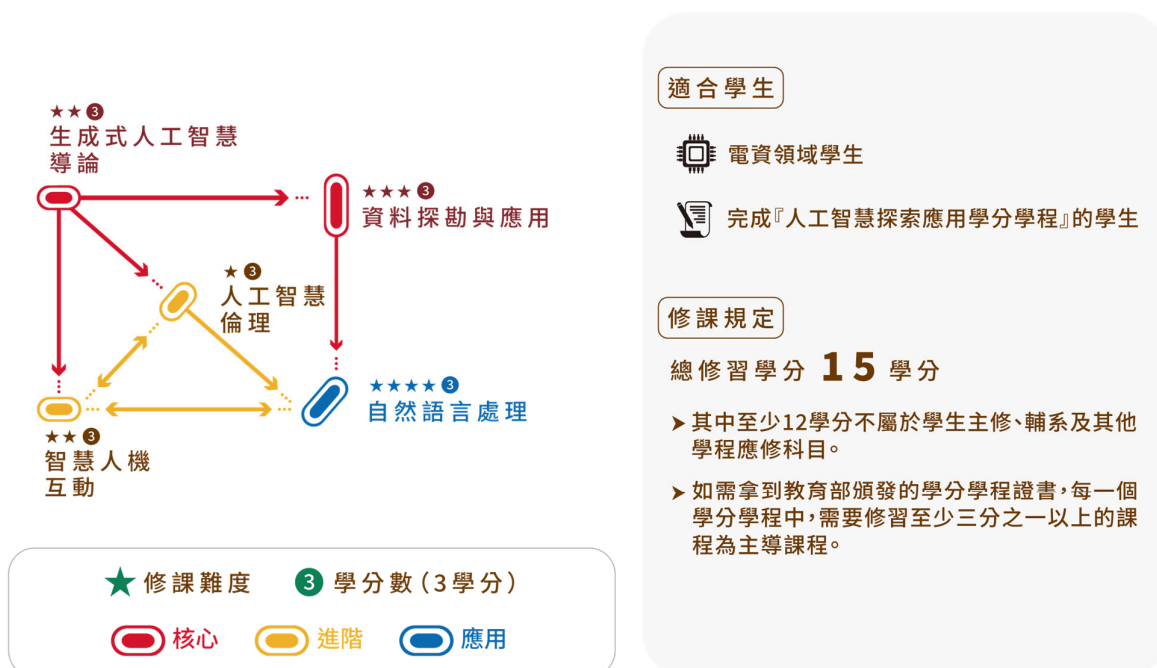 ★★❸
生成式人工智慧
導論
★★★❸
資料探勘與應用
★❸
人工智慧
倫理
★★★★❸
自然語言處理
★★❸
智慧人機
互動
★修課難度 ❸學分數(3學分)
核心 進階 應用
適合學生
電資領域學生
完成『人工智慧探索應用學分學程』的學生
修課規定
總修習學分 15 學分
➤其中至少12學分不屬於學生主修、輔系及其他
學程應修科目。
➤如需拿到教育部頒發的學分學程證書,每一個
學分學程中,需要修習至少三分之一以上的課
程為主導課程。